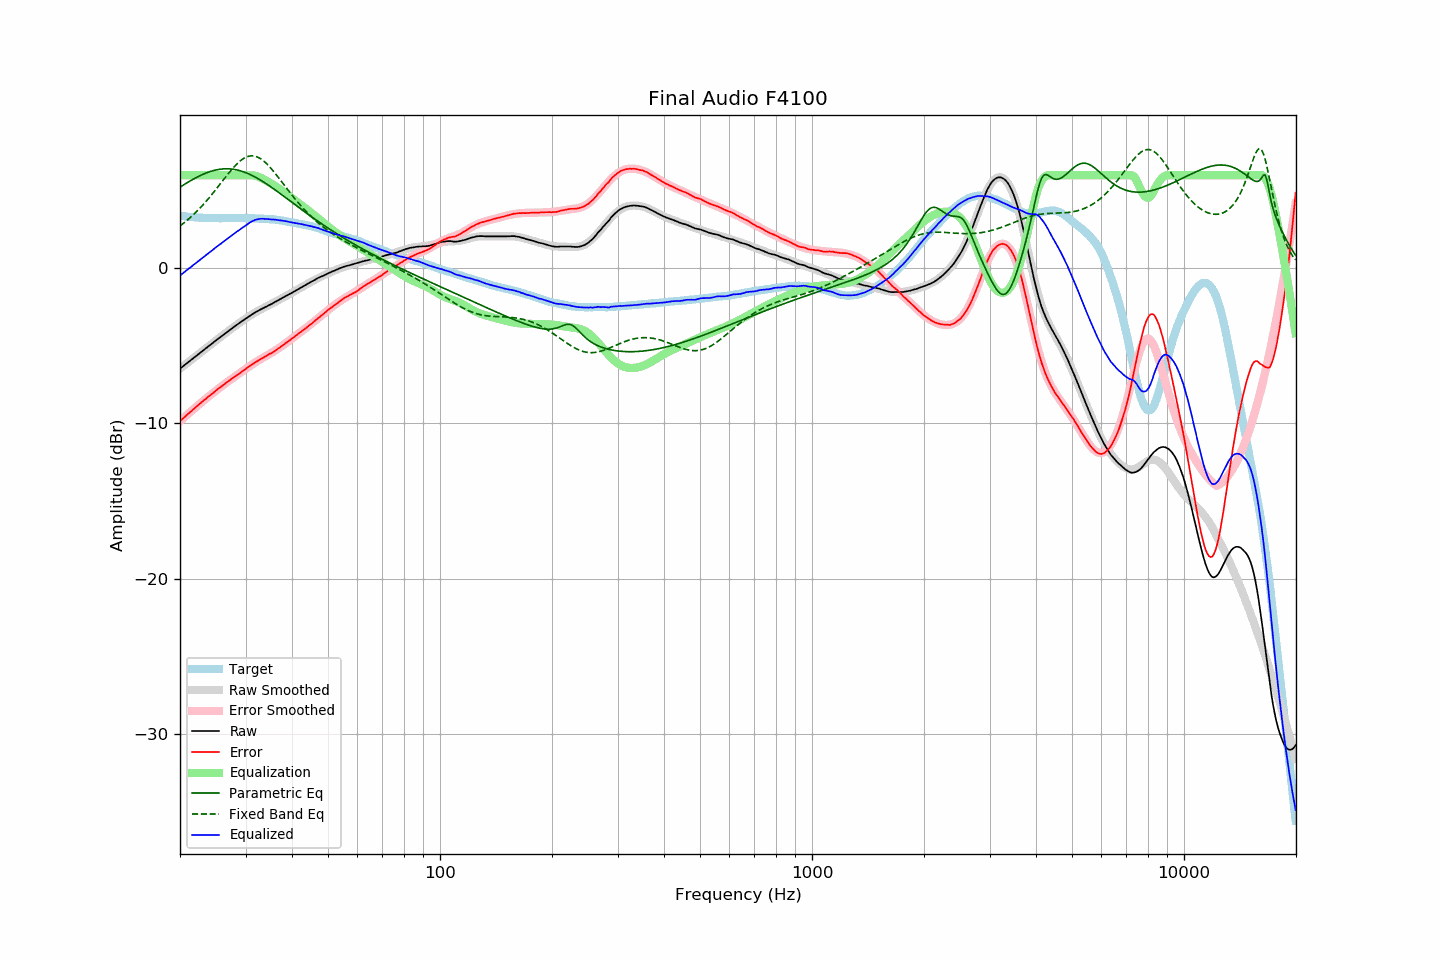 Final Audio F4100
Amplitude (dBr)
0
−10
−20
−30
Target
Raw Smoothed
Error Smoothed
Raw
Error
Equalization
Parametric Eq
Fixed Band Eq
Equalized
100
1000
10000
Frequency (Hz)